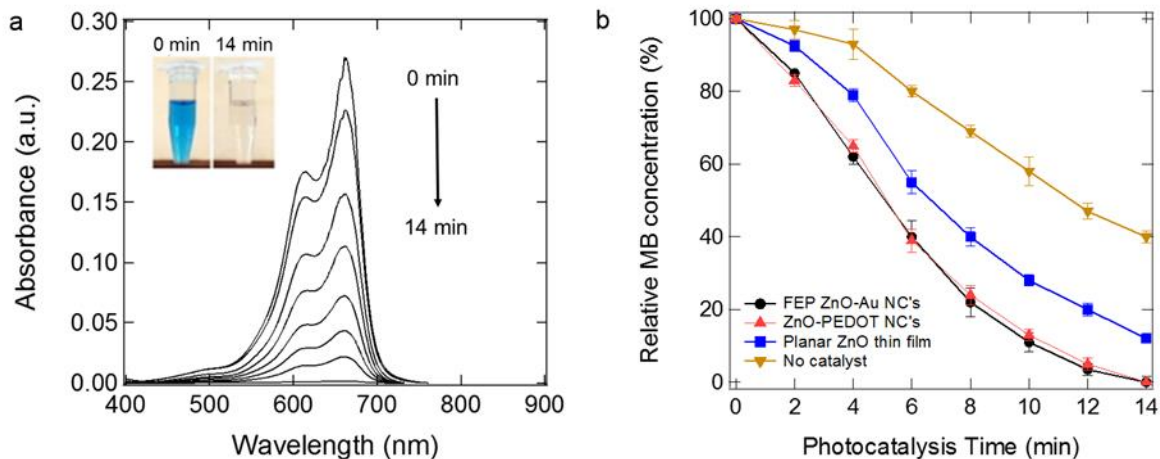 a
0 min 14 min
0 min
14 min
Absorbance (a.u.)
0.30
0.25
0.20
0.15
0.10
0.05
0.00
400 500 600 700 800 900
Wavelength (nm)
b
Relative MB concentration (%)
100
80
60
40
20
0
FEP ZnO-Au NC's
ZnO-PEDOT NC's
Planar ZnO thin film
No catalyst
0 2 4 6 8 10 12 14
Photocatalysis Time (min)